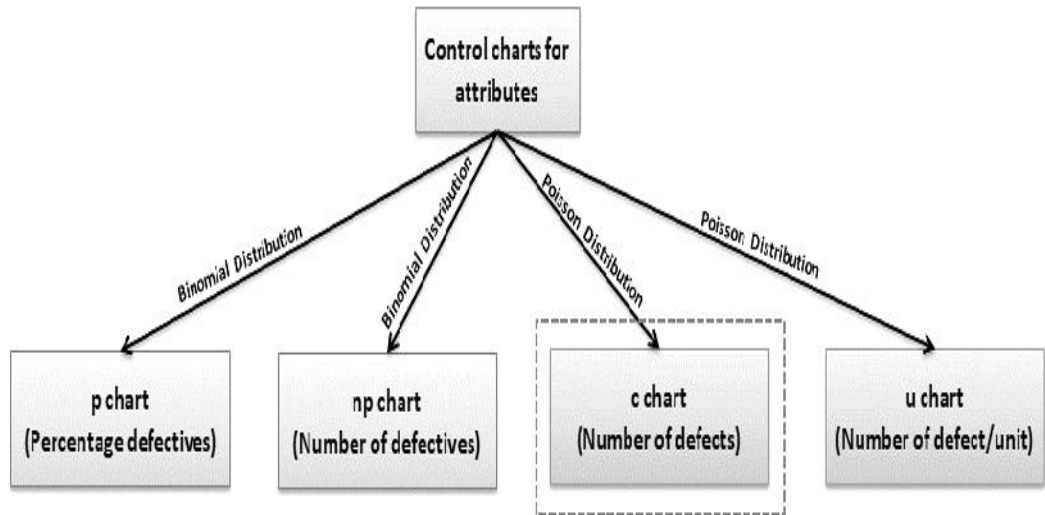 Control charts for
attributes
Binomial Distribution
Binomial Distribution
Poisson Distribution
Poisson Distribution
p chart
(Percentage defectives)
np chart
(Number of defectives)
c chart
(Number of defects)
u chart
(Number of defect/unit)